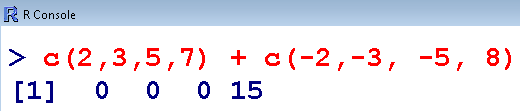 R Console
> c(2,3,5,7) + c(-2,-3, -5, 8)
[1]  0  0  0 15